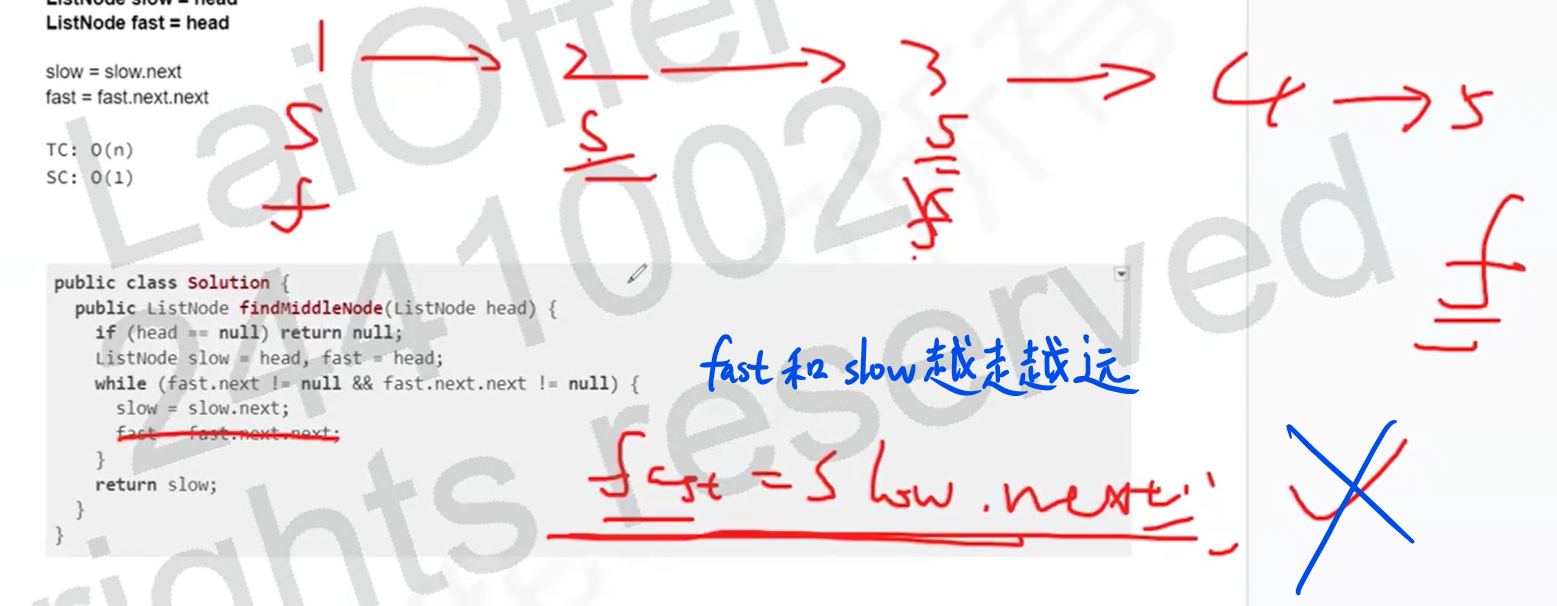 ListNode slow = head
ListNode fast = head
slow = slow.next
fast = fast.next.next
TC: O(n)
SC: O(1)
1 → 2 → 3 → 4 → 5
S S S
f f f
public class Solution {
public ListNode findMiddleNode(ListNode head) {
if (head == null) return null;
ListNode slow = head, fast = head;
while (fast.next != null && fast.next.next != null) {
slow = slow.next;
fast = fast.next.next;
}
return slow;
}
}
fast和slow越走越远
fast = slow.next;
LaiOffer
2441002
rights reserved